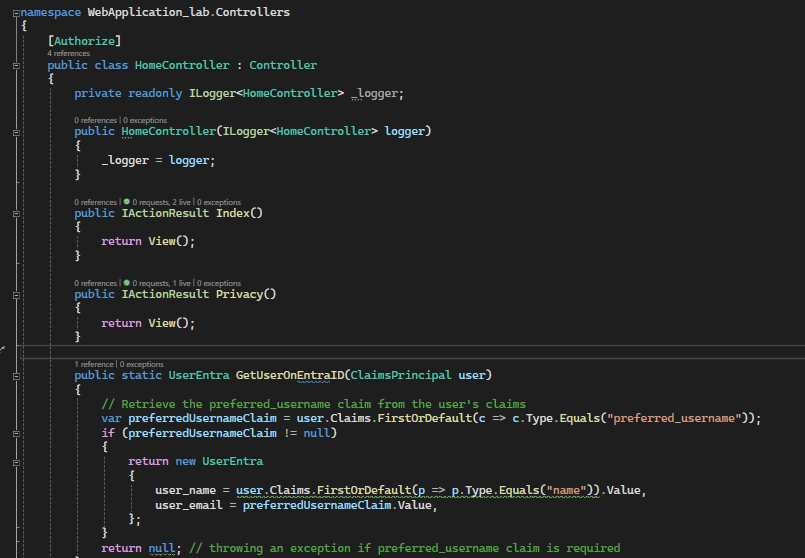 namespace WebApplication_lab.Controllers
{
[Authorize]
4 references
public class HomeController : Controller
{
private readonly ILogger<HomeController> _logger;
0 references | 0 exceptions
public HomeController(ILogger<HomeController> logger)
{
_logger = logger;
}
0 references | 0 requests, 2 live | 0 exceptions
public IActionResult Index()
{
return View();
}
0 references | 0 requests, 1 live | 0 exceptions
public IActionResult Privacy()
{
return View();
}
1 reference | 0 exceptions
public static UserEntra GetUserOnEntraID(ClaimsPrincipal user)
{
// Retrieve the preferred_username claim from the user's claims
var preferredUsernameClaim = user.Claims.FirstOrDefault(c => c.Type.Equals("preferred_username"));
if (preferredUsernameClaim != null)
{
return new UserEntra
{
user_name = user.Claims.FirstOrDefault(p => p.Type.Equals("name")).Value,
user_email = preferredUsernameClaim.Value,
};
}
return null; // throwing an exception if preferred_username claim is required